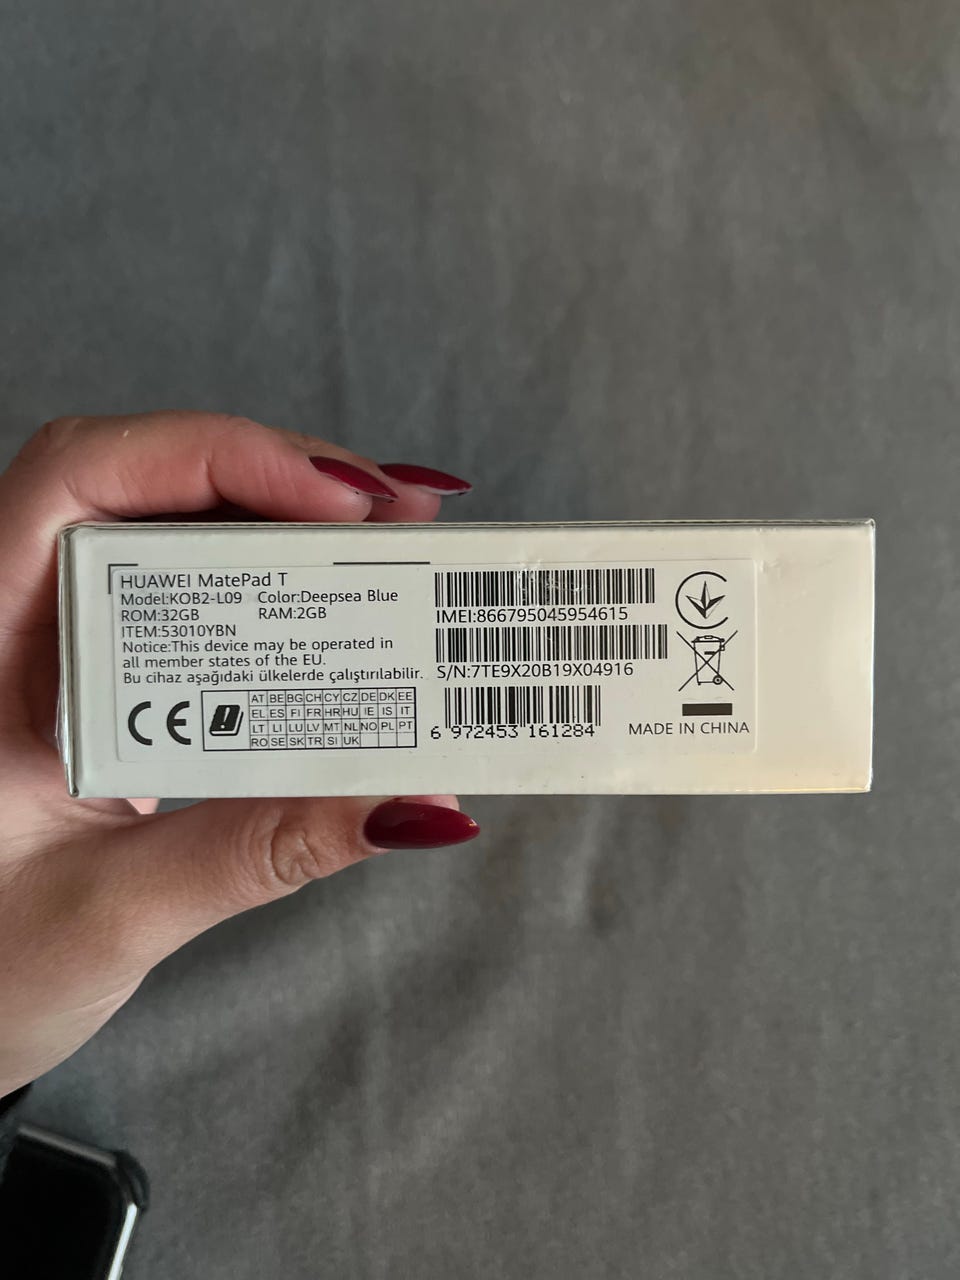 HUAWEI MatePad T
Model:KOB2-L09 Color:Deepsea Blue
ROM:32GB RAM:2GB
ITEM:53010YBN
Notice:This device may be operated in
all member states of the EU.
Bu cihaz aşağıdaki ülkelerde çalıştırılabilir.
CE
AT BE BG CH CY CZ DE DK EE
EL ES FI FR HR HU IE IS IT
LT LI LU LV MT NL NO PL PT
RO SE SK TR SI UK
IMEI:866795045954615
S/N:7TE9X20B19X04916
6 972453 161284
MADE IN CHINA